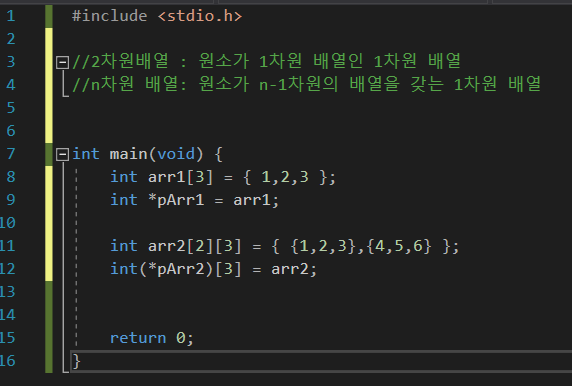 1 #include <stdio.h>
2
3 //2차원배열 : 원소가 1차원 배열인 1차원 배열
4 //n차원 배열: 원소가 n-1차원의 배열을 갖는 1차원 배열
5
6
7 int main(void) {
8 int arr1[3] = { 1,2,3 };
9 int *pArr1 = arr1;
10
11 int arr2[2][3] = { {1,2,3},{4,5,6} };
12 int(*pArr2)[3] = arr2;
13
14
15 return 0;
16 }